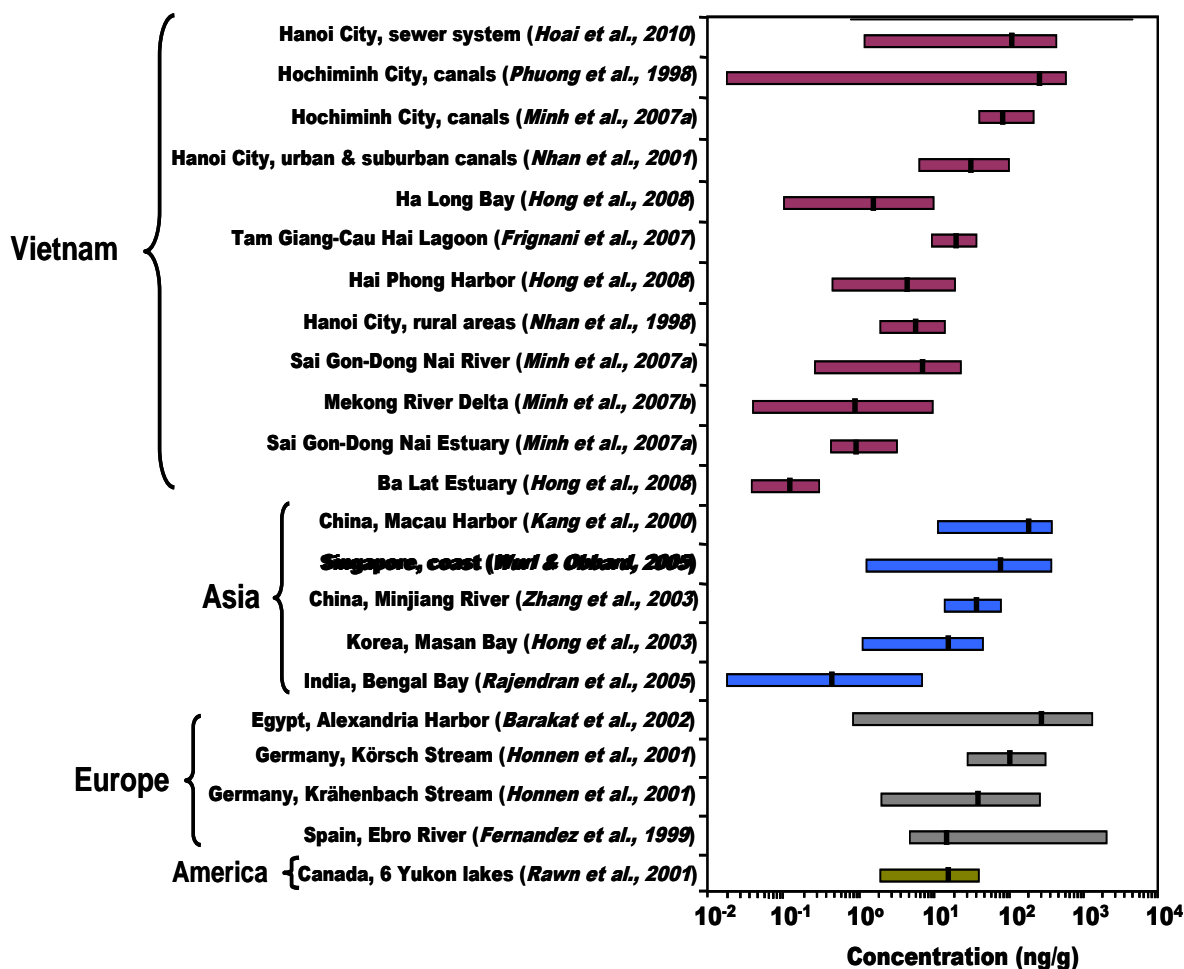 Hanoi City, sewer system (Hoai et al., 2010)
Hochiminh City, canals (Phuong et al., 1998)
Hochiminh City, canals (Minh et al., 2007a)
Hanoi City, urban & suburban canals (Nhan et al., 2001)
Ha Long Bay (Hong et al., 2008)
Tam Giang-Cau Hai Lagoon (Frignani et al., 2007)
Vietnam
Hai Phong Harbor (Hong et al., 2008)
Hanoi City, rural areas (Nhan et al., 1998)
Sai Gon-Dong Nai River (Minh et al., 2007a)
Mekong River Delta (Minh et al., 2007b)
Sai Gon-Dong Nai Estuary (Minh et al., 2007a)
Ba Lat Estuary (Hong et al., 2008)
China, Macau Harbor (Kang et al., 2000)
Singapore, coast (Wurl & Obbard, 2005)
Asia
China, Minjiang River (Zhang et al., 2003)
Korea, Masan Bay (Hong et al., 2003)
India, Bengal Bay (Rajendran et al., 2005)
Egypt, Alexandria Harbor (Barakat et al., 2002)
Germany, Körsch Stream (Honnen et al., 2001)
Europe
Germany, Krähenbach Stream (Honnen et al., 2001)
Spain, Ebro River (Fernandez et al., 1999)
America
Canada, 6 Yukon lakes (Rawn et al., 2001)
10⁻² 10⁻¹ 10⁰ 10¹ 10² 10³ 10⁴
Concentration (ng/g)